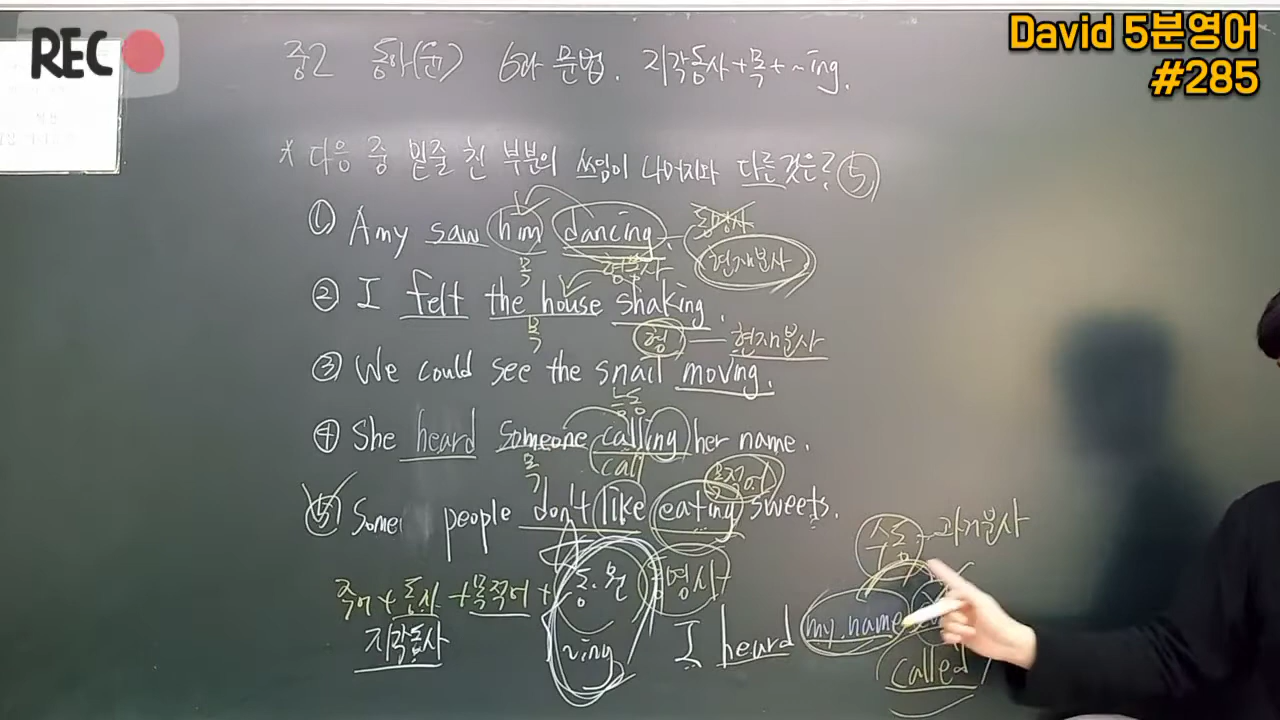 REC
David 5분영어
#285
중2 동아(윤) 6과 문법. 지각동사+목+~ing.
* 다음 중 밑줄 친 부분의 쓰임이 나머지와 다른것은? ⑤
① Amy saw him dancing. 동명사
목 형용사 현재분사
② I felt the house shaking.
목 형 현재분사
③ We could see the snail moving.
능동
④ She heard someone calling her name.
목 call 목적어
⑤ Some people don't like eating sweets.
수동 과거분사
주어+동사+목적어+ 동.원 명사
지각동사 ~ing I heard my name
called